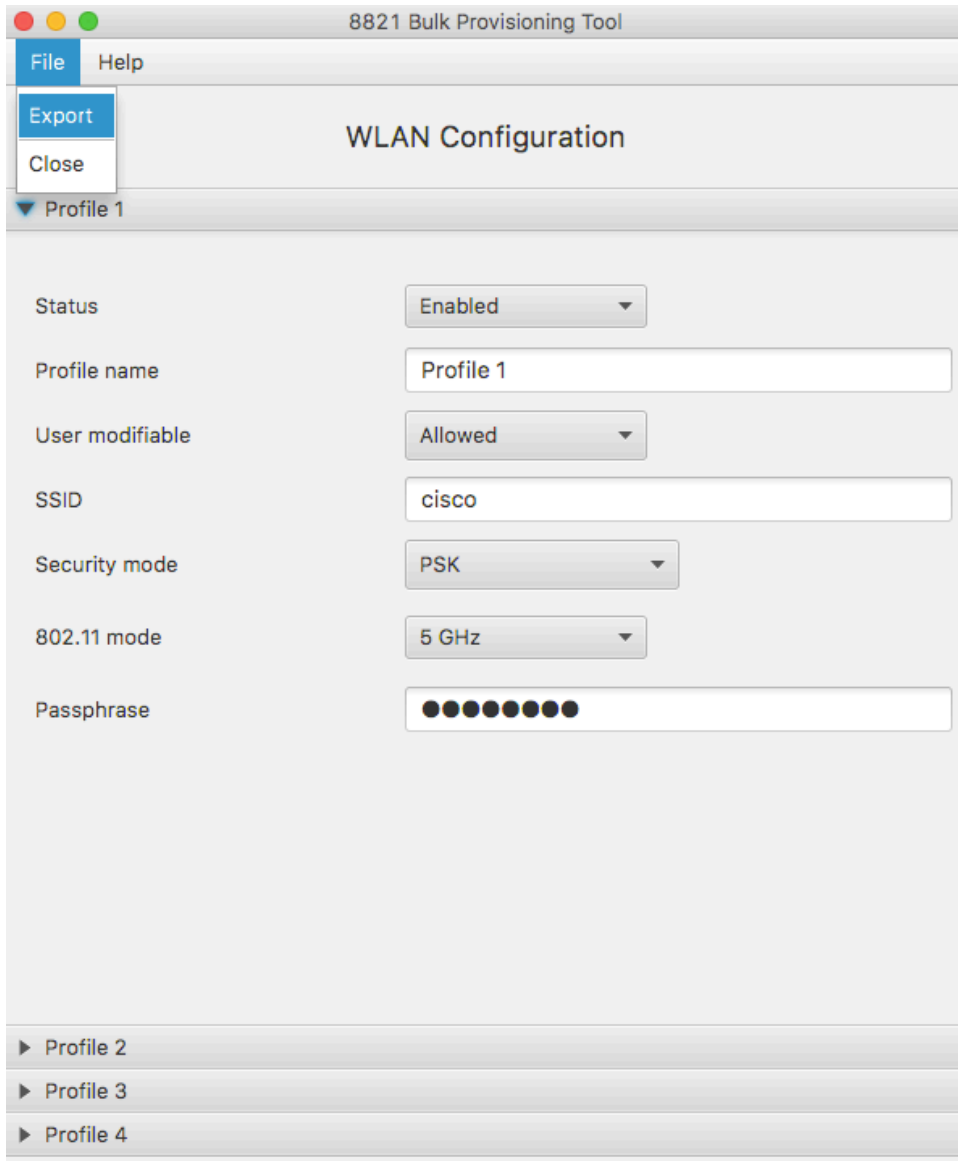 8821 Bulk Provisioning Tool
File Help
Export
Close
WLAN Configuration
Profile 1
Status Enabled
Profile name Profile 1
User modifiable Allowed
SSID cisco
Security mode PSK
802.11 mode 5 GHz
Passphrase ●●●●●●●●
Profile 2
Profile 3
Profile 4